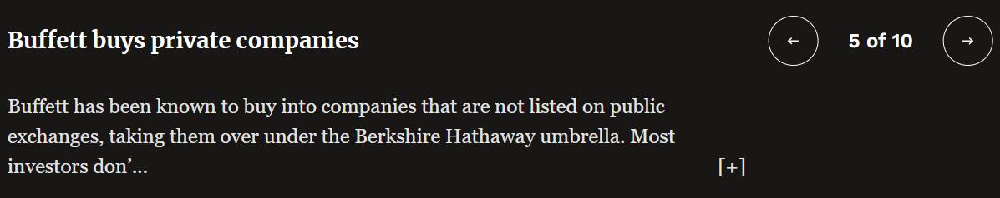 Buffett buys private companies
← 5 of 10 →
Buffett has been known to buy into companies that are not listed on public
exchanges, taking them over under the Berkshire Hathaway umbrella. Most
investors don’...
[+]